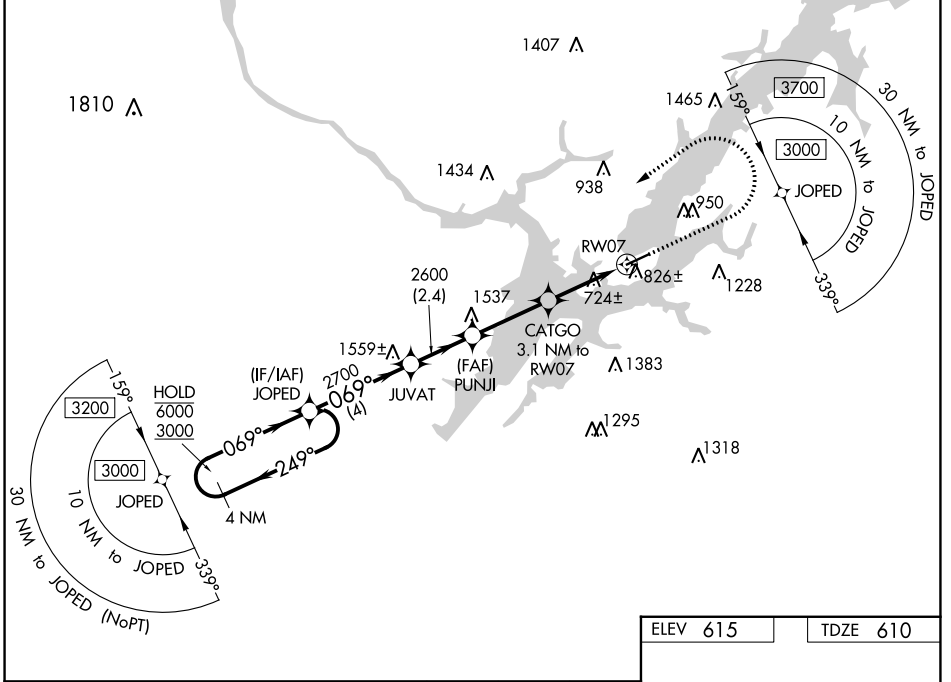 1407
1810
1465
159°
3700
3000
JOPED
10 NM to JOPED
30 NM to JOPED
339°
1434
938
950
RW07
826±
724±
1228
2600
(2.4)
1537
CATGO
3.1 NM to
RW07
1559±
(FAF)
PUNJI
1383
JUVAT
(IF/IAF)
JOPED
2700
069°
(4)
159°
HOLD
6000
3000
3200
069°
249°
3000
JOPED
4 NM
1295
1318
10 NM to JOPED
30 NM to JOPED (NoPT)
339°
ELEV 615
TDZE 610